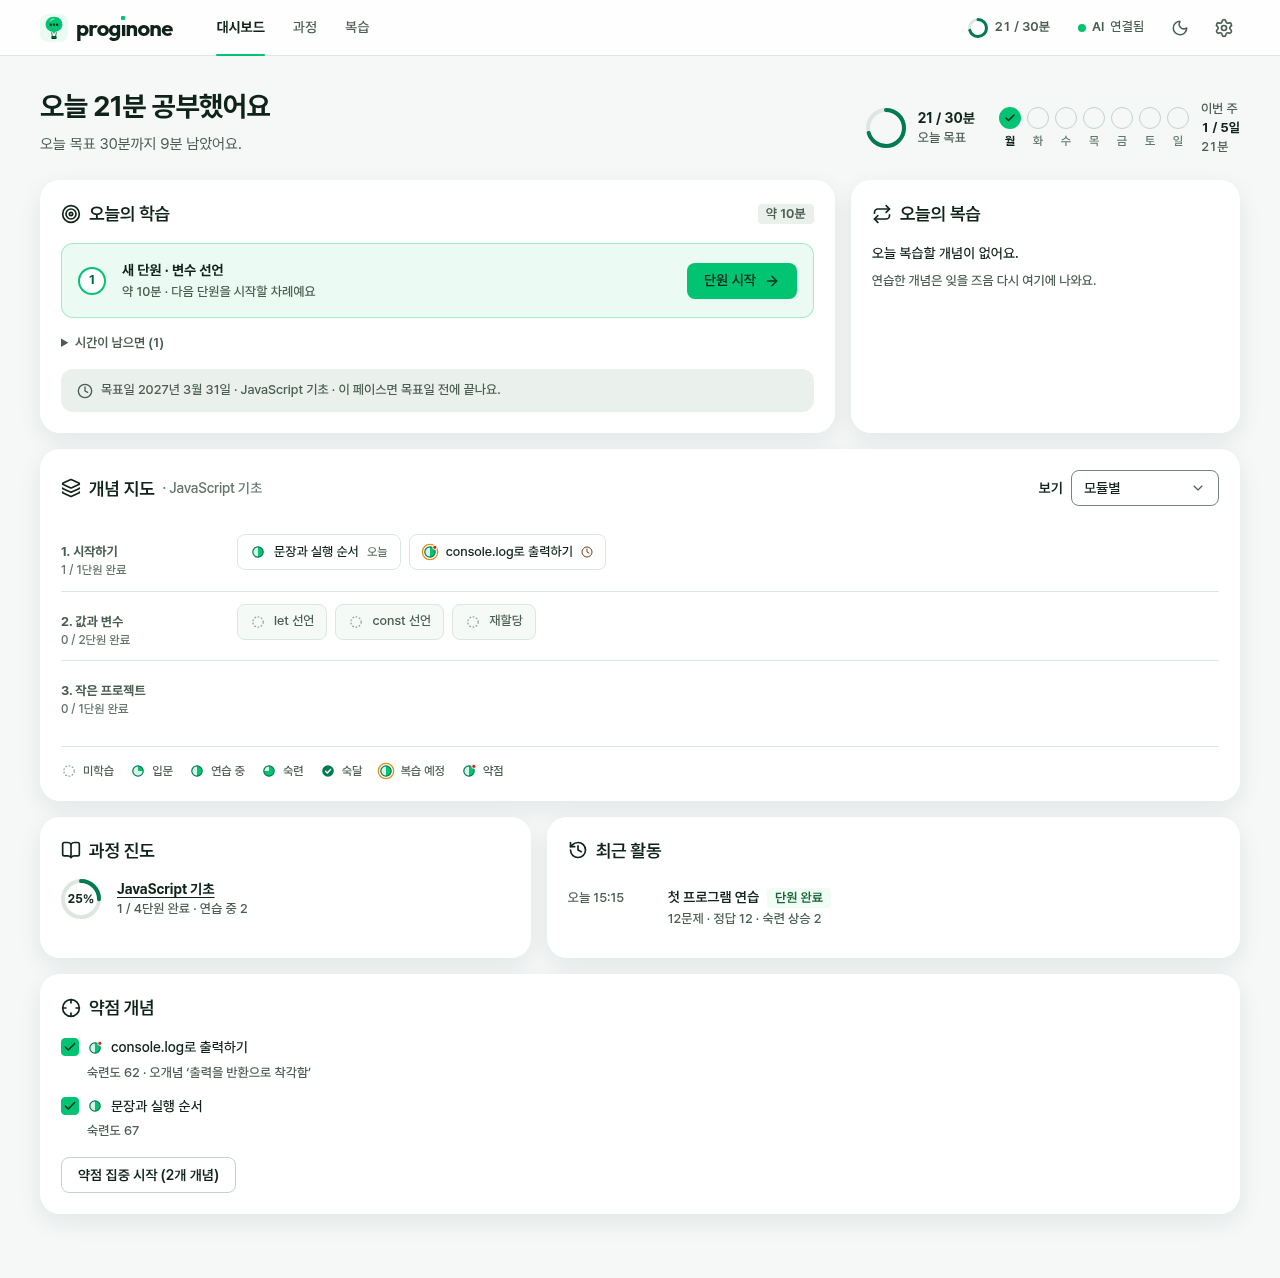 proginone
대시보드
과정
복습
21 / 30분
AI 연결됨
오늘 21분 공부했어요
오늘 목표 30분까지 9분 남았어요.
21 / 30분
오늘 목표
월 화 수 목 금 토 일
이번 주
1 / 5일
21분
오늘의 학습
약 10분
1
새 단원 · 변수 선언
약 10분 · 다음 단원을 시작할 차례예요
단원 시작
시간이 남으면 (1)
목표일 2027년 3월 31일 · JavaScript 기초 · 이 페이스면 목표일 전에 끝나요.
오늘의 복습
오늘 복습할 개념이 없어요.
연습한 개념은 잊을 즈음 다시 여기에 나와요.
개념 지도 · JavaScript 기초
보기
모듈별
1. 시작하기
1 / 1단원 완료
문장과 실행 순서 오늘
console.log로 출력하기
2. 값과 변수
0 / 2단원 완료
let 선언
const 선언
재할당
3. 작은 프로젝트
0 / 1단원 완료
미학습 입문 연습 중 숙련 숙달 복습 예정 약점
과정 진도
25%
JavaScript 기초
1 / 4단원 완료 · 연습 중 2
최근 활동
오늘 15:15
첫 프로그램 연습
단원 완료
12문제 · 정답 12 · 숙련 상승 2
약점 개념
console.log로 출력하기
숙련도 62 · 오개념 ‘출력을 반환으로 착각함’
문장과 실행 순서
숙련도 67
약점 집중 시작 (2개 개념)